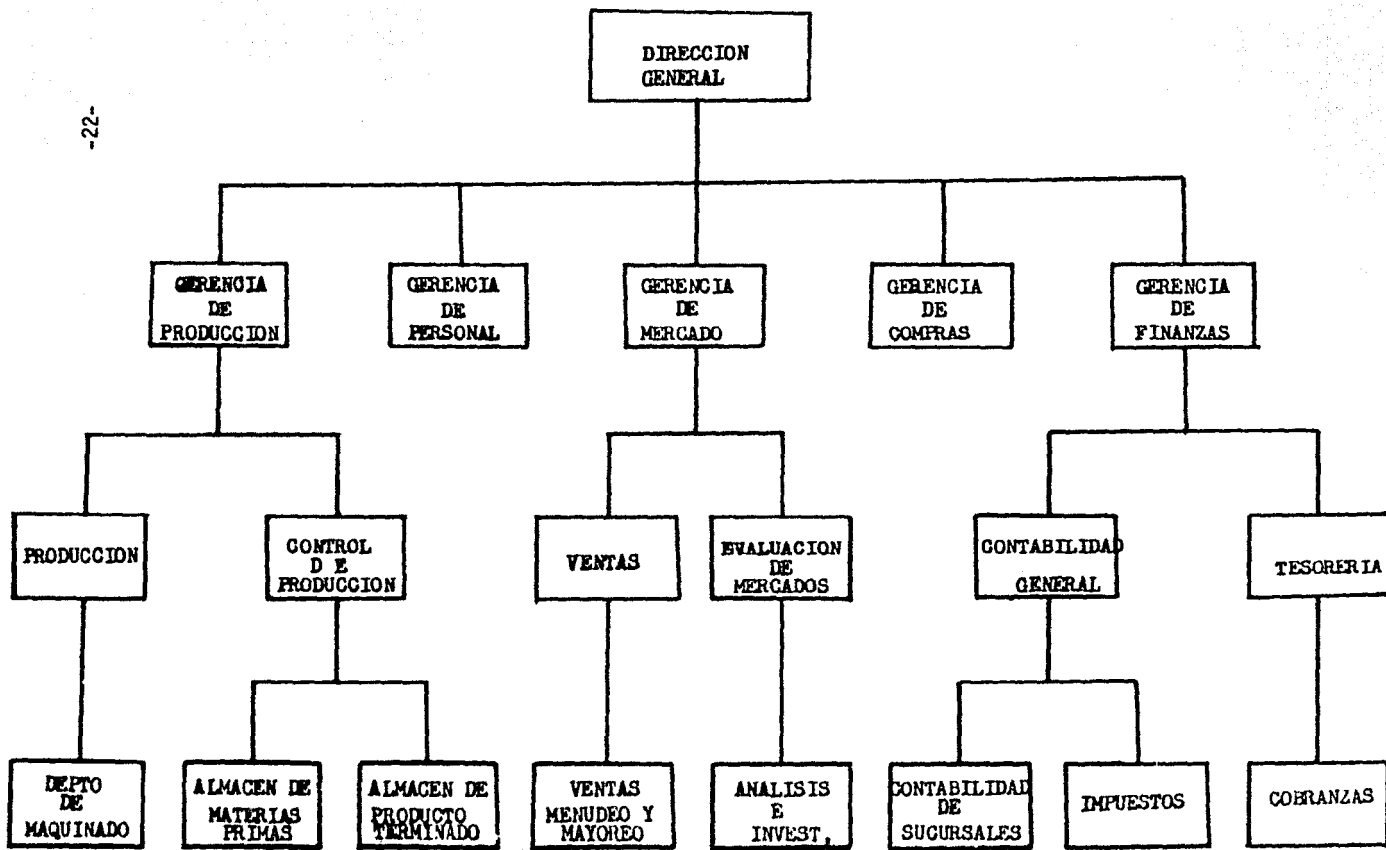 -22-
DIRECCION
GENERAL
GERENCIA
DE
PRODUCCION
GERENCIA
DE
PERSONAL
GERENCIA
DE
MERCADO
GERENCIA
DE
COMPRAS
GERENCIA
DE
FINANZAS
PRODUCCION
CONTROL
D E
PRODUCCION
VENTAS
EVALUACION
DE
MERCADOS
CONTABILIDAD
GENERAL
TESORERIA
DEPTO
DE
MAQUINADO
ALMACEN DE
MATERIAS
PRIMAS
ALMACEN DE
PRODUCTO
TERMINADO
VENTAS
MENUDEO Y
MAYOREO
ANALISIS
E
INVEST,
CONTABILIDAD
DE
SUCURSALES
IMPUESTOS
COBRANZAS